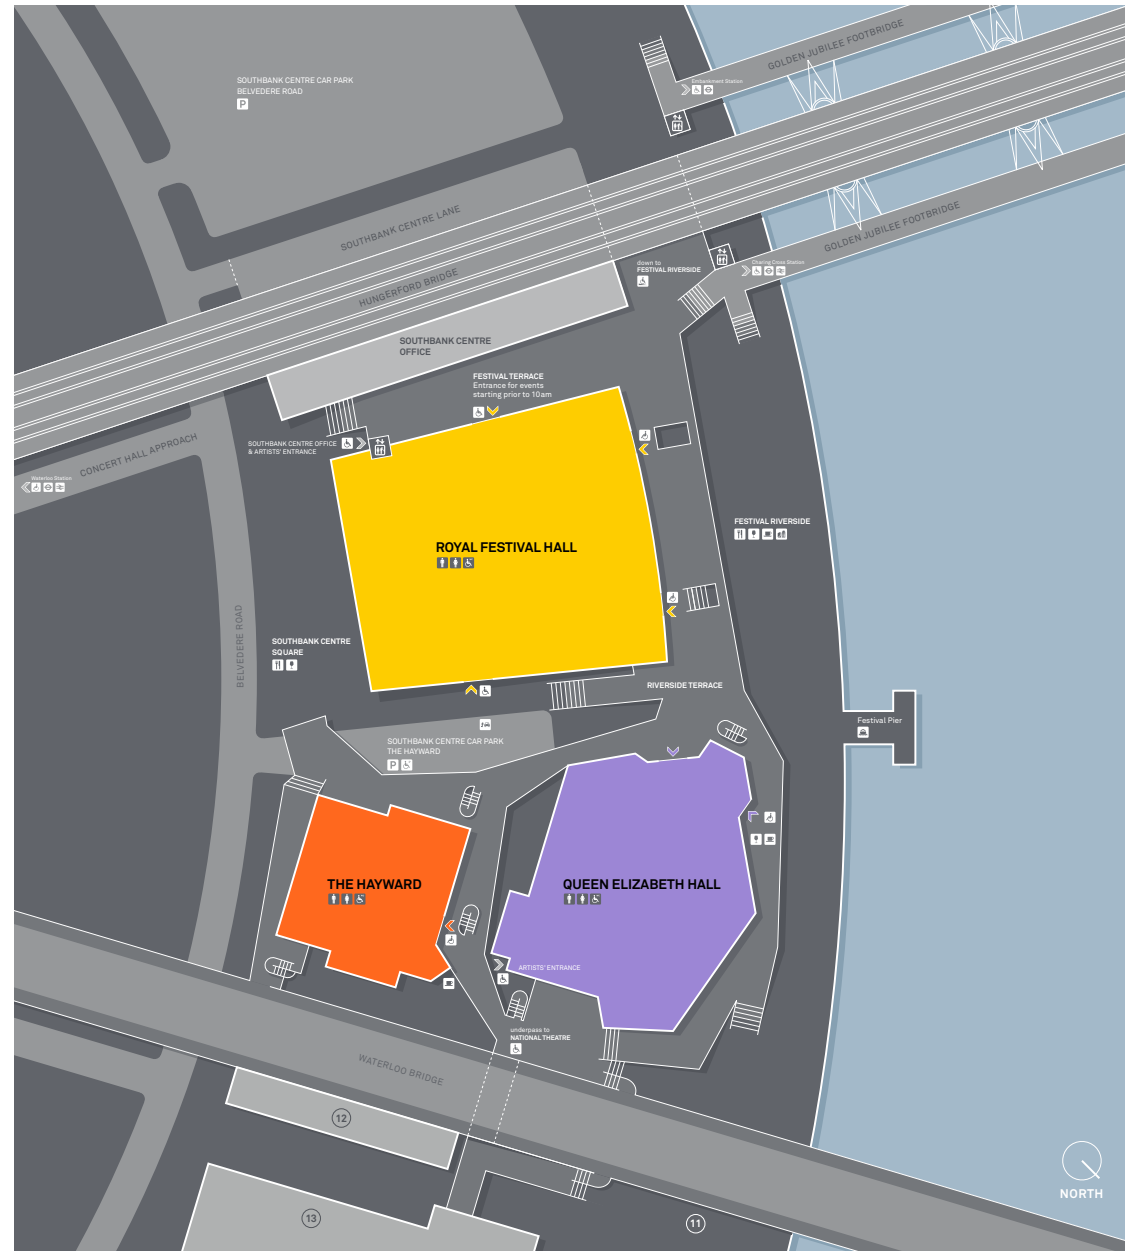 SOUTHBANK CENTRE CAR PARK
BELVEDERE ROAD
P
GOLDEN JUBILEE FOOTBRIDGE
Embankment Station
SOUTHBANK CENTRE LANE
GOLDEN JUBILEE FOOTBRIDGE
Charing Cross Station
down to
FESTIVAL RIVERSIDE
HUNGERFORD BRIDGE
SOUTHBANK CENTRE
OFFICE
FESTIVAL TERRACE
Entrance for events
starting prior to 10am
SOUTHBANK CENTRE OFFICE
& ARTISTS' ENTRANCE
CONCERT HALL APPROACH
Waterloo Station
FESTIVAL RIVERSIDE
ROYAL FESTIVAL HALL
BELVEDERE ROAD
SOUTHBANK CENTRE
SQUARE
RIVERSIDE TERRACE
Festival Pier
SOUTHBANK CENTRE CAR PARK
THE HAYWARD
P
THE HAYWARD
QUEEN ELIZABETH HALL
ARTISTS' ENTRANCE
underpass to
NATIONAL THEATRE
WATERLOO BRIDGE
12
13
11
NORTH